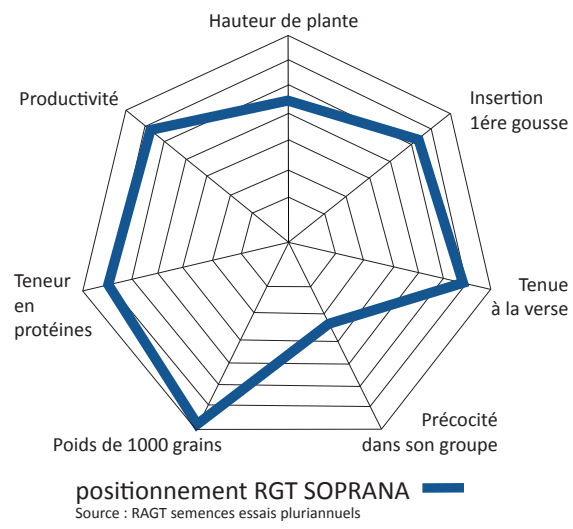 Hauteur de plante
Productivité
Insertion
1ére gousse
Teneur
en
protéines
Tenue
à la verse
Poids de 1000 grains
Précocité
dans son groupe
positionnement RGT SOPRANA
Source : RAGT semences essais pluriannuels